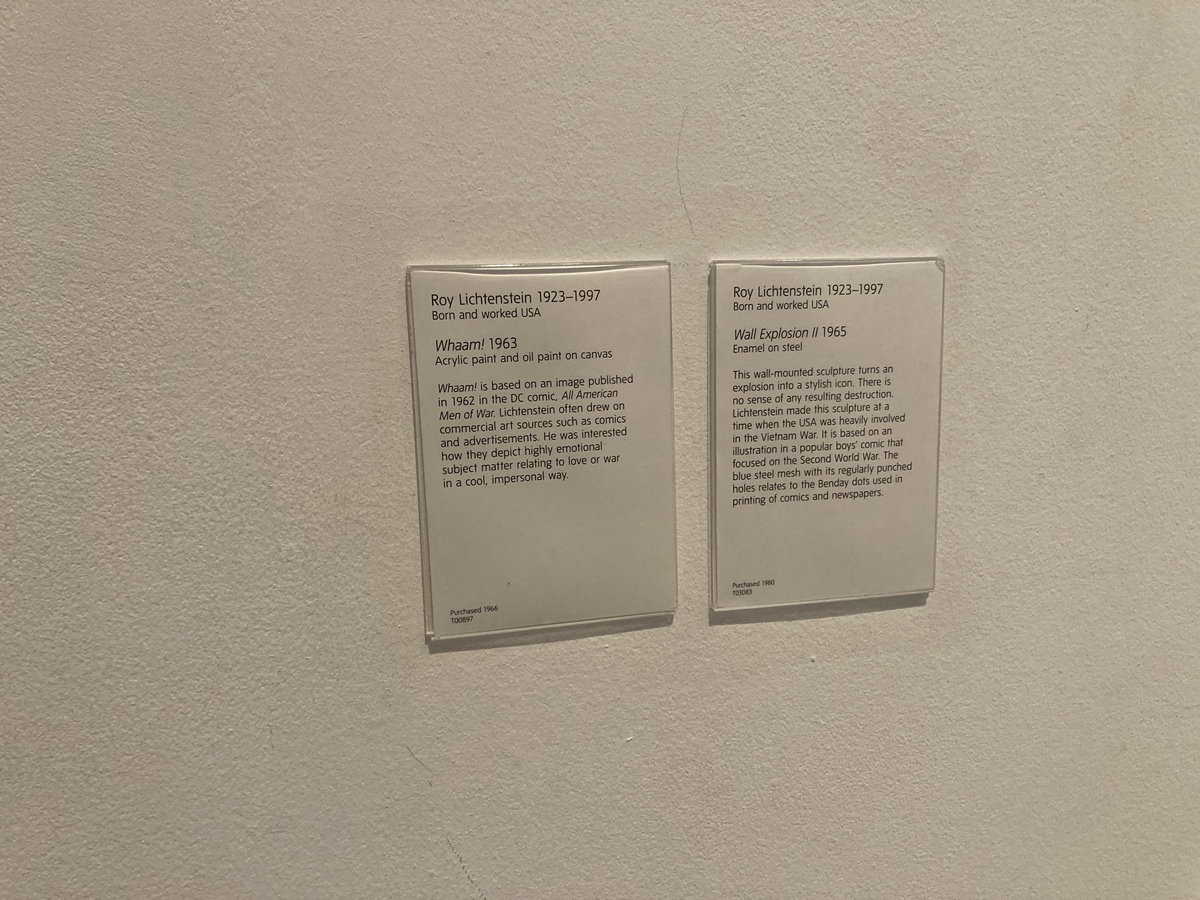 Roy Lichtenstein 1923–1997
Born and worked USA
Whaam! 1963
Acrylic paint and oil paint on canvas
Whaam! is based on an image published
in 1962 in the DC comic, All American
Men of War. Lichtenstein often drew on
commercial art sources such as comics
and advertisements. He was interested
how they depict highly emotional
subject matter relating to love or war
in a cool, impersonal way.
Purchased 1966
T00897
Roy Lichtenstein 1923–1997
Born and worked USA
Wall Explosion II 1965
Enamel on steel
This wall-mounted sculpture turns an
explosion into a stylish icon. There is
no sense of any resulting destruction.
Lichtenstein made this sculpture at a
time when the USA was heavily involved
in the Vietnam War. It is based on an
illustration in a popular boys' comic that
focused on the Second World War. The
blue steel mesh with its regularly punched
holes relates to the Benday dots used in
printing of comics and newspapers.
Purchased 1980
T03083